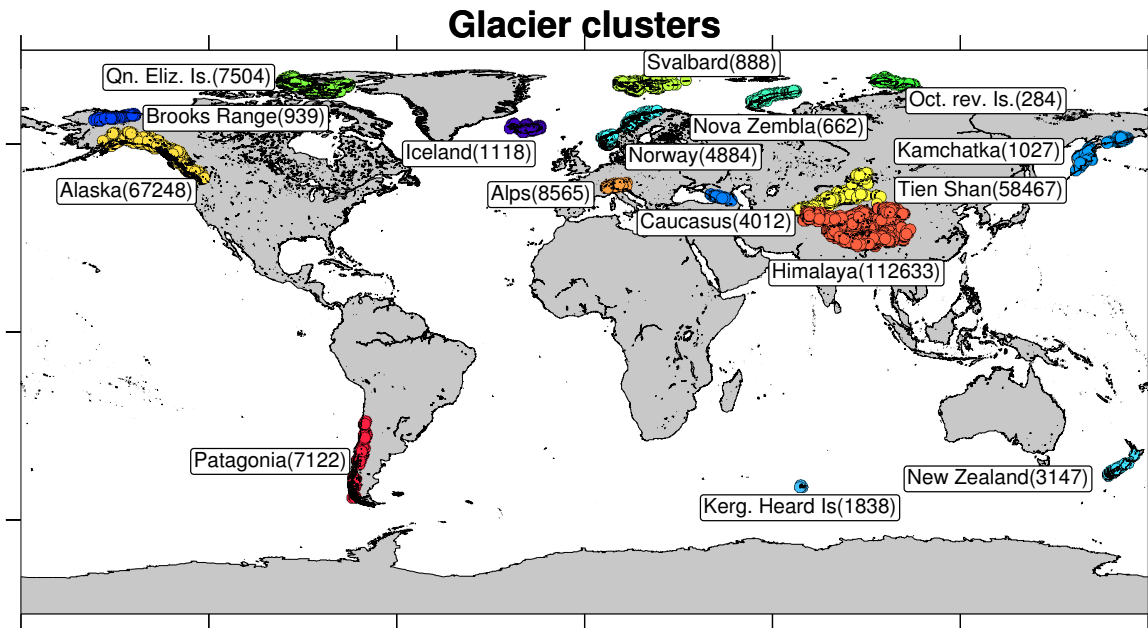 Glacier clusters
Svalbard(888)
Qn. Eliz. Is.(7504)
Oct. rev. Is.(284)
Brooks Range(939)
Nova Zembla(662)
Iceland(1118)
Norway(4884)
Kamchatka(1027)
Alaska(67248)
Alps(8565)
Tien Shan(58467)
Caucasus(4012)
Himalaya(112633)
Patagonia(7122)
New Zealand(3147)
Kerg. Heard Is(1838)